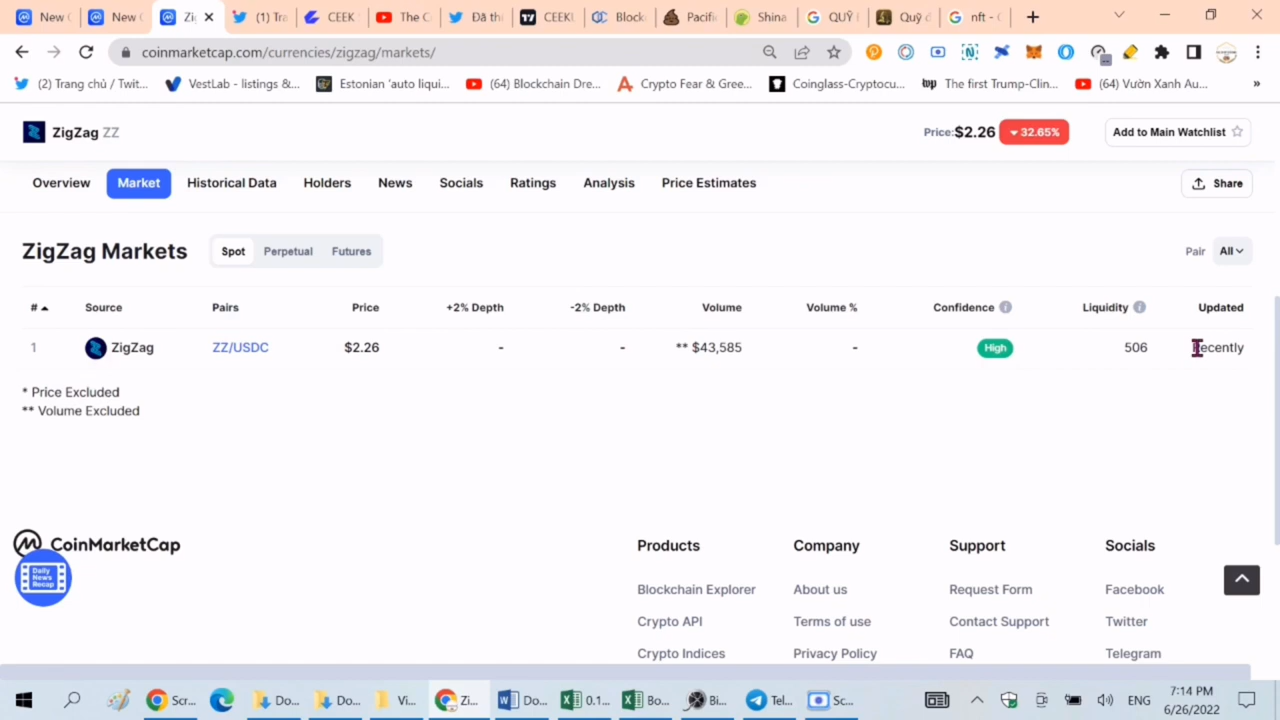 New (
New (
Zi
(1) Tra
CEEK
The C
Đã th
CEEKU
Block
Pacifi
Shina
QUỸ
Quỹ
nft - 
coinmarketcap.com/currencies/zigzag/markets/
(2) Trang chủ / Twit...
VestLab - listings &...
Estonian 'auto liqui...
(64) Blockchain Dre...
Crypto Fear & Gree...
Coinglass-Cryptocu...
The first Trump-Clin...
(64) Vườn Xanh Au...
»
ZigZag ZZ
Price:$2.26
32.65%
Add to Main Watchlist
Overview Market Historical Data Holders News Socials Ratings Analysis Price Estimates
Share
ZigZag Markets
Spot Perpetual Futures
Pair All
# Source Pairs Price +2% Depth -2% Depth Volume Volume % Confidence Liquidity Updated
1 ZigZag ZZ/USDC $2.26 - - ** $43,585 - High 506 Recently
* Price Excluded
** Volume Excluded
CoinMarketCap
Products Company Support Socials
Daily
News
Recap
Blockchain Explorer About us Request Form Facebook
Crypto API Terms of use Contact Support Twitter
Crypto Indices Privacy Policy FAQ Telegram
Scr...
Do...
Do...
Vi...
Zi...
Do...
0.1...
Bo...
Bi...
Tel...
Sc...
ENG
7:14 PM
6/26/2022